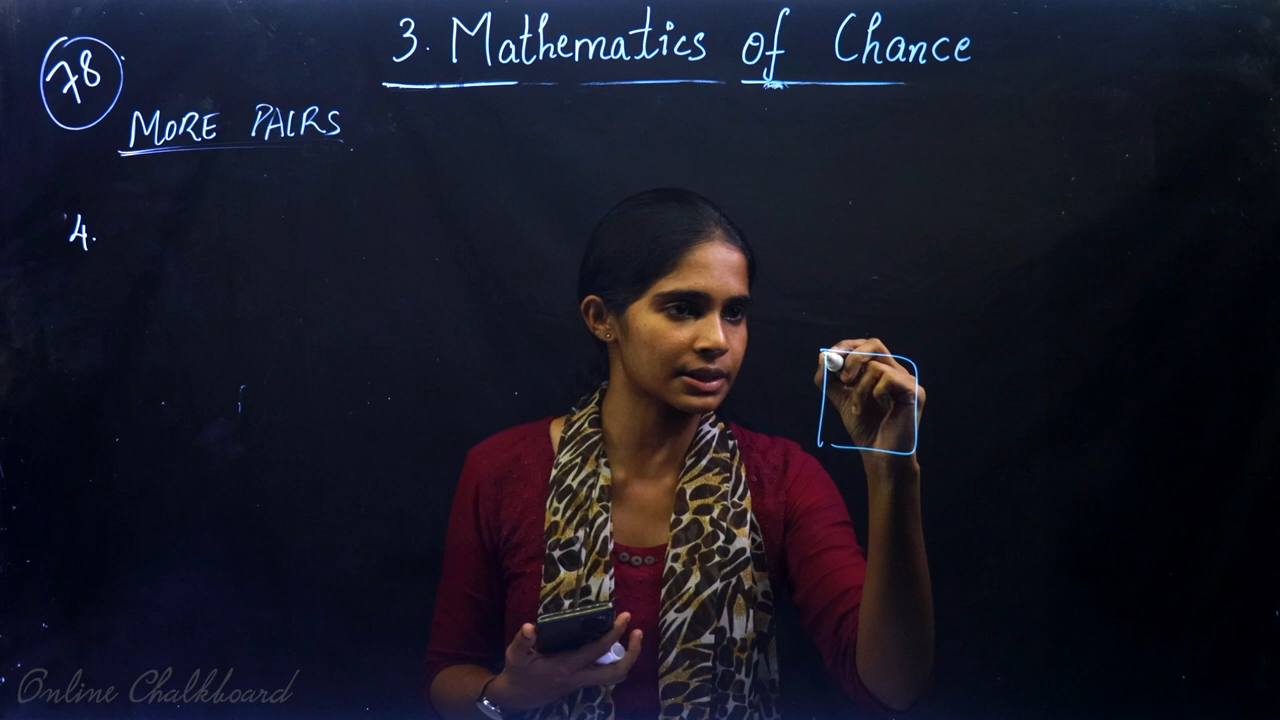 3. Mathematics of Chance
78
MORE PAIRS
4.
Online Chalkboard